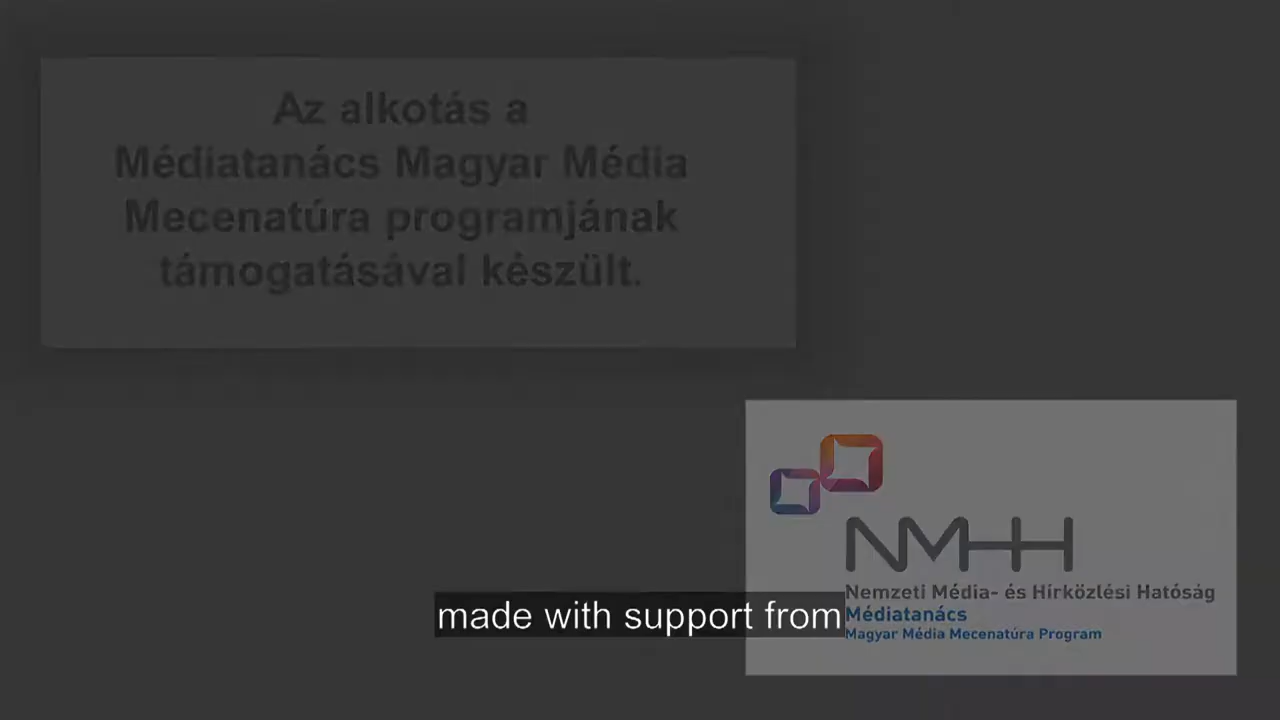 Az alkotás a
Médiatanács Magyar Média
Mecenatúra programjának
támogatásával készült.
NMHH
Nemzeti Média- és Hírközlési Hatóság
Médiatanács
Magyar Média Mecenatúra Program
made with support from